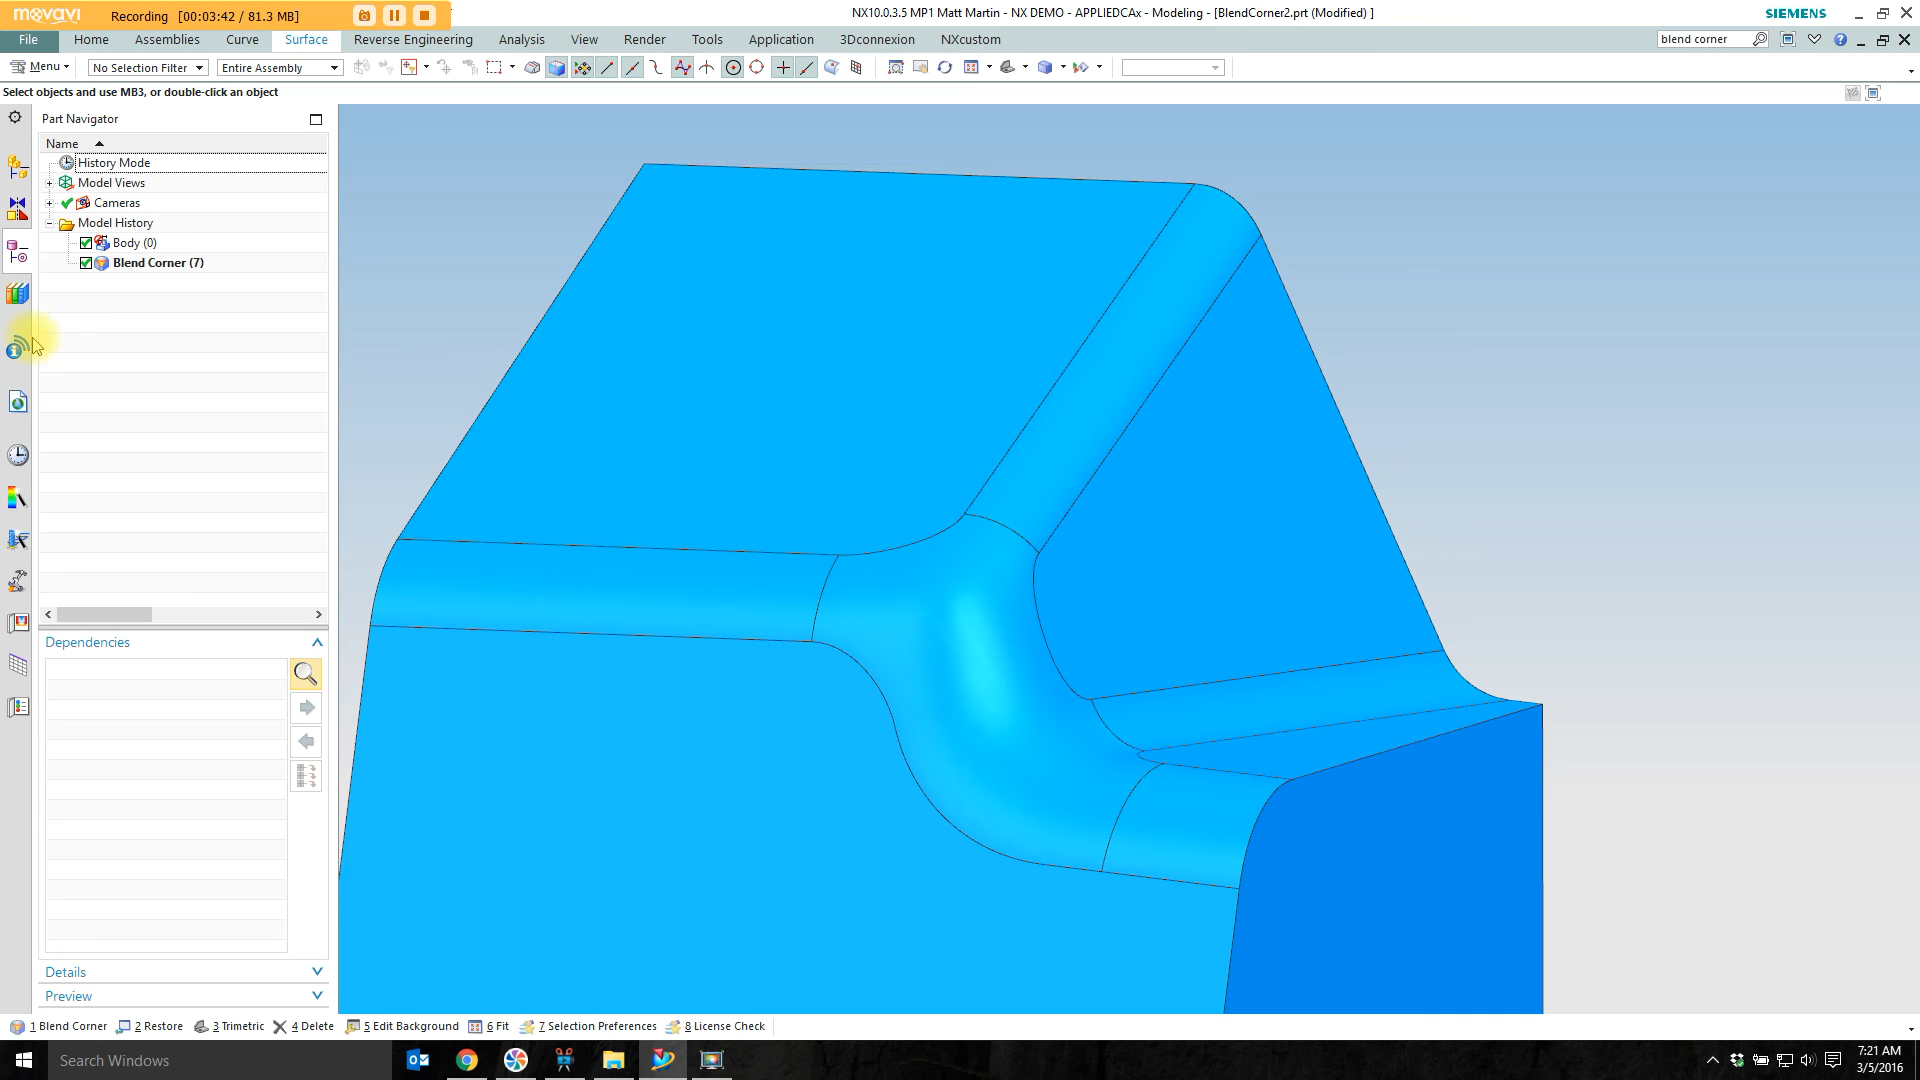 movavi Recording [00:03:42 / 81.3 MB]
NX10.0.3.5 MP1 Matt Martin - NX DEMO - APPLIEDCAx - Modeling - [BlendCorner2.prt (Modified) ]
SIEMENS
File Home Assemblies Curve Surface Reverse Engineering Analysis View Render Tools Application 3Dconnexion NXcustom
blend corner
Menu No Selection Filter Entire Assembly
Select objects and use MB3, or double-click an object
Part Navigator
Name
History Mode
Model Views
Cameras
Model History
Body (0)
Blend Corner (7)
Dependencies
Details
Preview
1 Blend Corner 2 Restore 3 Trimetric 4 Delete 5 Edit Background 6 Fit 7 Selection Preferences 8 License Check
Search Windows
7:21 AM
3/5/2016